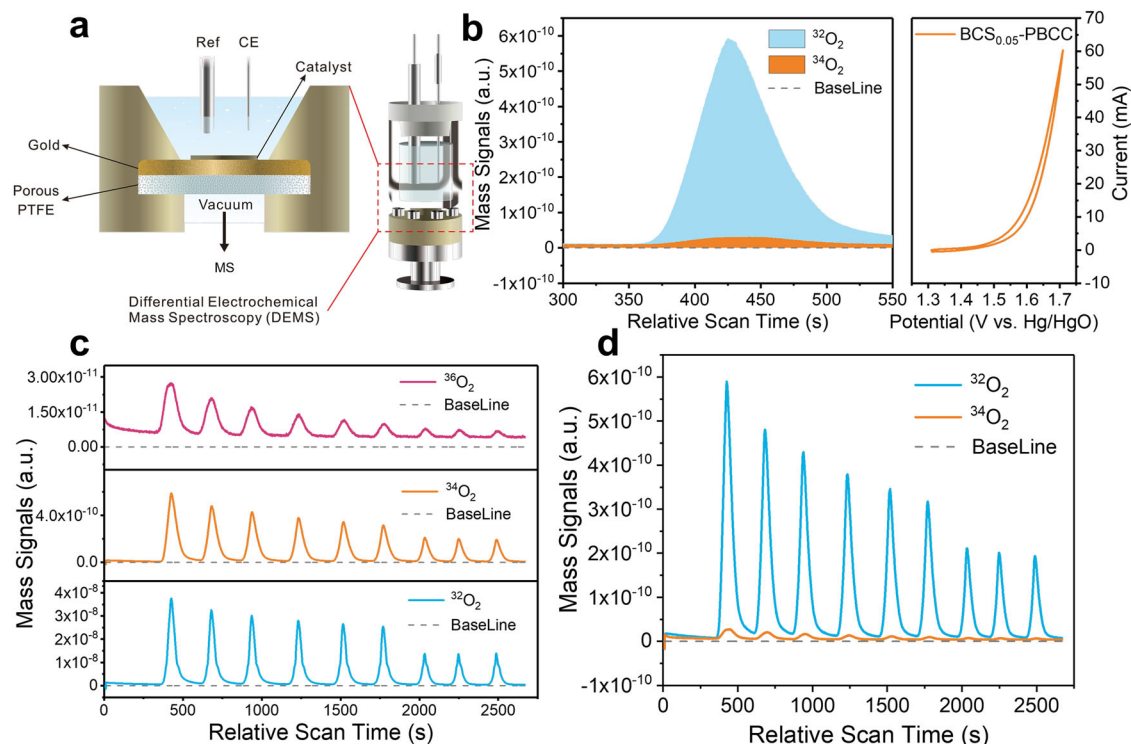 a
Ref
CE
Catalyst
Gold
Porous
PTFE
Vacuum
MS
Differential Electrochemical
Mass Spectroscopy (DEMS)
b
Mass Signals (a.u.)
6x10⁻¹⁰
5x10⁻¹⁰
4x10⁻¹⁰
3x10⁻¹⁰
2x10⁻¹⁰
1x10⁻¹⁰
0
-1x10⁻¹⁰
³²O₂
³⁴O₂
BaseLine
300 350 400 450 500 550
Relative Scan Time (s)
BCS₀.₀₅-PBCC
70
60
50
40
30
20
10
0
-10
Current (mA)
1.3 1.4 1.5 1.6 1.7
Potential (V vs. Hg/HgO)
c
Mass Signals (a.u.)
3.00x10⁻¹¹
1.50x10⁻¹¹
0.00
³⁶O₂
BaseLine
4.0x10⁻¹⁰
0.0
³⁴O₂
BaseLine
4x10⁻⁸
3x10⁻⁸
2x10⁻⁸
1x10⁻⁸
0
³²O₂
BaseLine
0 500 1000 1500 2000 2500
Relative Scan Time (s)
d
Mass Signals (a.u.)
6x10⁻¹⁰
5x10⁻¹⁰
4x10⁻¹⁰
3x10⁻¹⁰
2x10⁻¹⁰
1x10⁻¹⁰
0
-1x10⁻¹⁰
³²O₂
³⁴O₂
BaseLine
0 500 1000 1500 2000 2500
Relative Scan Time (s)